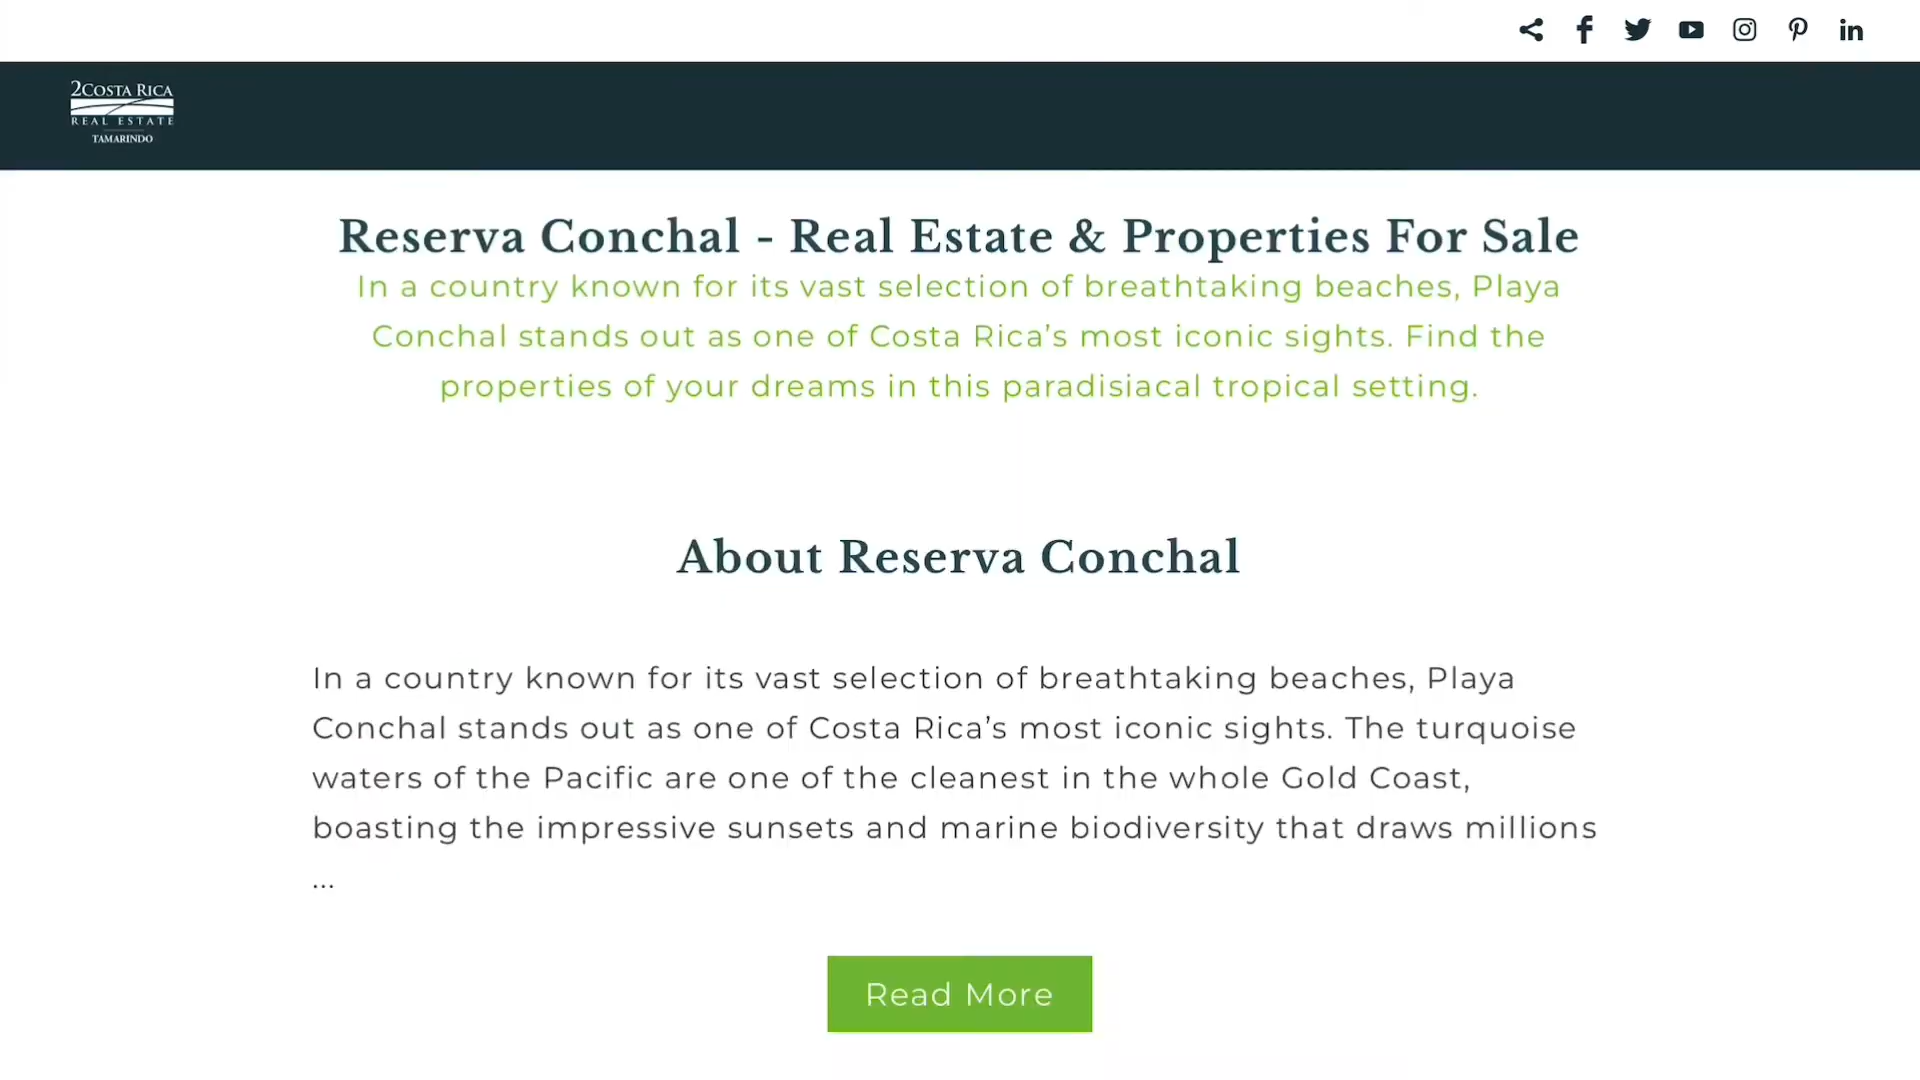 2COSTA RICA
REAL ESTATE
TAMARINDO
Reserva Conchal - Real Estate & Properties For Sale
In a country known for its vast selection of breathtaking beaches, Playa
Conchal stands out as one of Costa Rica’s most iconic sights. Find the
properties of your dreams in this paradisiacal tropical setting.
About Reserva Conchal
In a country known for its vast selection of breathtaking beaches, Playa
Conchal stands out as one of Costa Rica’s most iconic sights. The turquoise
waters of the Pacific are one of the cleanest in the whole Gold Coast,
boasting the impressive sunsets and marine biodiversity that draws millions
...
Read More